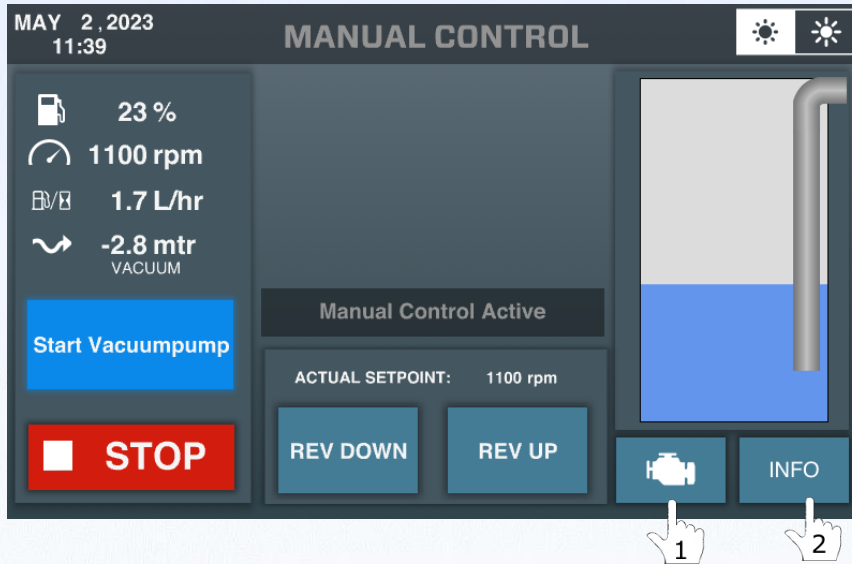 MAY 2,2023
11:39
MANUAL CONTROL
23 %
1100 rpm
1.7 L/hr
-2.8 mtr
VACUUM
Start Vacuumpump
STOP
Manual Control Active
ACTUAL SETPOINT: 1100 rpm
REV DOWN
REV UP
INFO
1
2